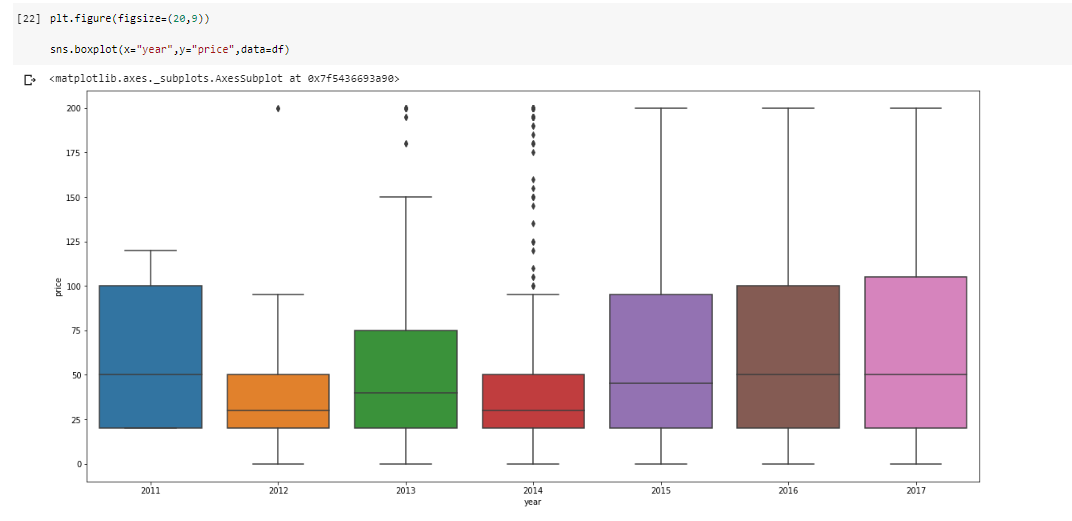 [22] plt.figure(figsize=(20,9))
sns.boxplot(x="year",y="price",data=df)
<matplotlib.axes._subplots.AxesSubplot at 0x7f5436693a90>
200
175
150
125
100
75
50
25
0
price
2011 2012 2013 2014 2015 2016 2017
year